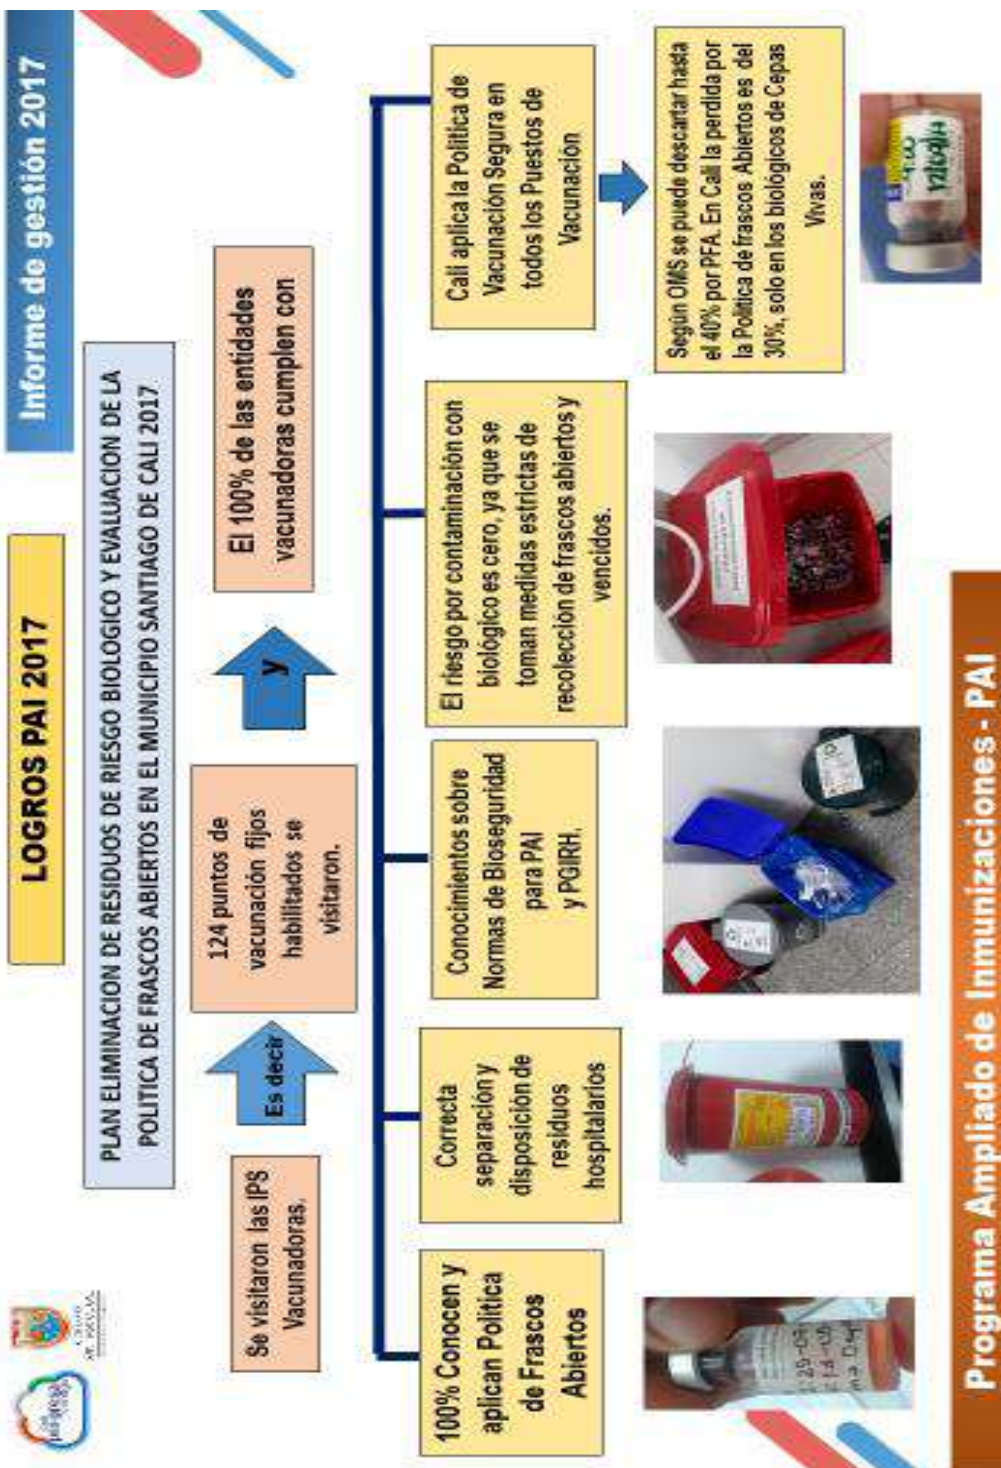 Informe de gestión 2017
LOGROS PAI 2017
PLAN ELIMINACION DE RESIDUOS DE RIESGO BIOLOGICO Y EVALUACION DE LA
POLITICA DE FRASCOS ABIERTOS EN EL MUNICIPIO SANTIAGO DE CALI 2017
Se visitaron las IPS
Vacunadoras.
Es decir
124 puntos de
vacunación fijos
habilitados se
visitaron.
y
El 100% de las entidades
vacunadoras cumplen con
100% Conocen y
aplican Politica
de Frascos
Abiertos
Correcta
separación y
disposición de
residuos
hospitalarios
Conocimientos sobre
Normas de Bioseguridad
para PAI
y PGIRH.
El riesgo por contaminación con
biológico es cero, ya que se
toman medidas estrictas de
recolección de frascos abiertos y
vencidos.
Cali aplica la Politica de
Vacunación Segura en
todos los Puestos de
Vacunación
Según OMS se puede descartar hasta
el 40% por PFA. En Cali la perdida por
la Politica de frascos Abiertos es del
30%, solo en los biológicos de Cepas
Vivas.
Programa Ampliado de Inmunizaciones - PAI